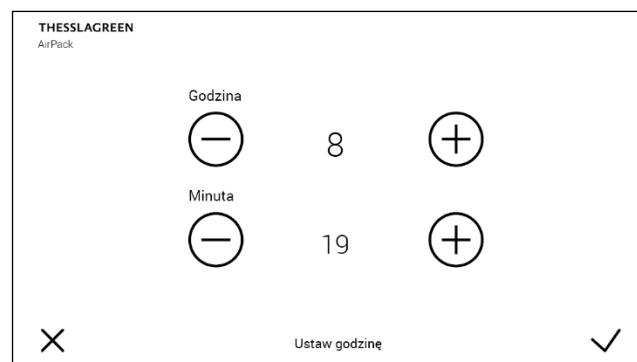 THESSLAGREEN
AirPack
Godzina
8
Minuta
19
Ustaw godzinę